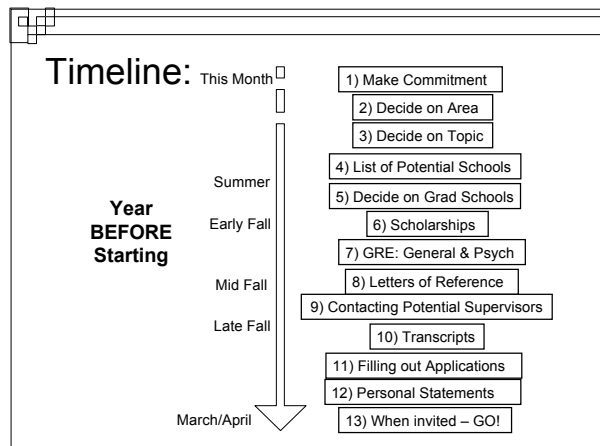 Timeline:
This Month
1) Make Commitment
2) Decide on Area
3) Decide on Topic
4) List of Potential Schools
Summer
5) Decide on Grad Schools
Year
BEFORE
Starting
Early Fall
6) Scholarships
7) GRE: General & Psych
Mid Fall
8) Letters of Reference
9) Contacting Potential Supervisors
Late Fall
10) Transcripts
11) Filling out Applications
12) Personal Statements
March/April
13) When invited – GO!